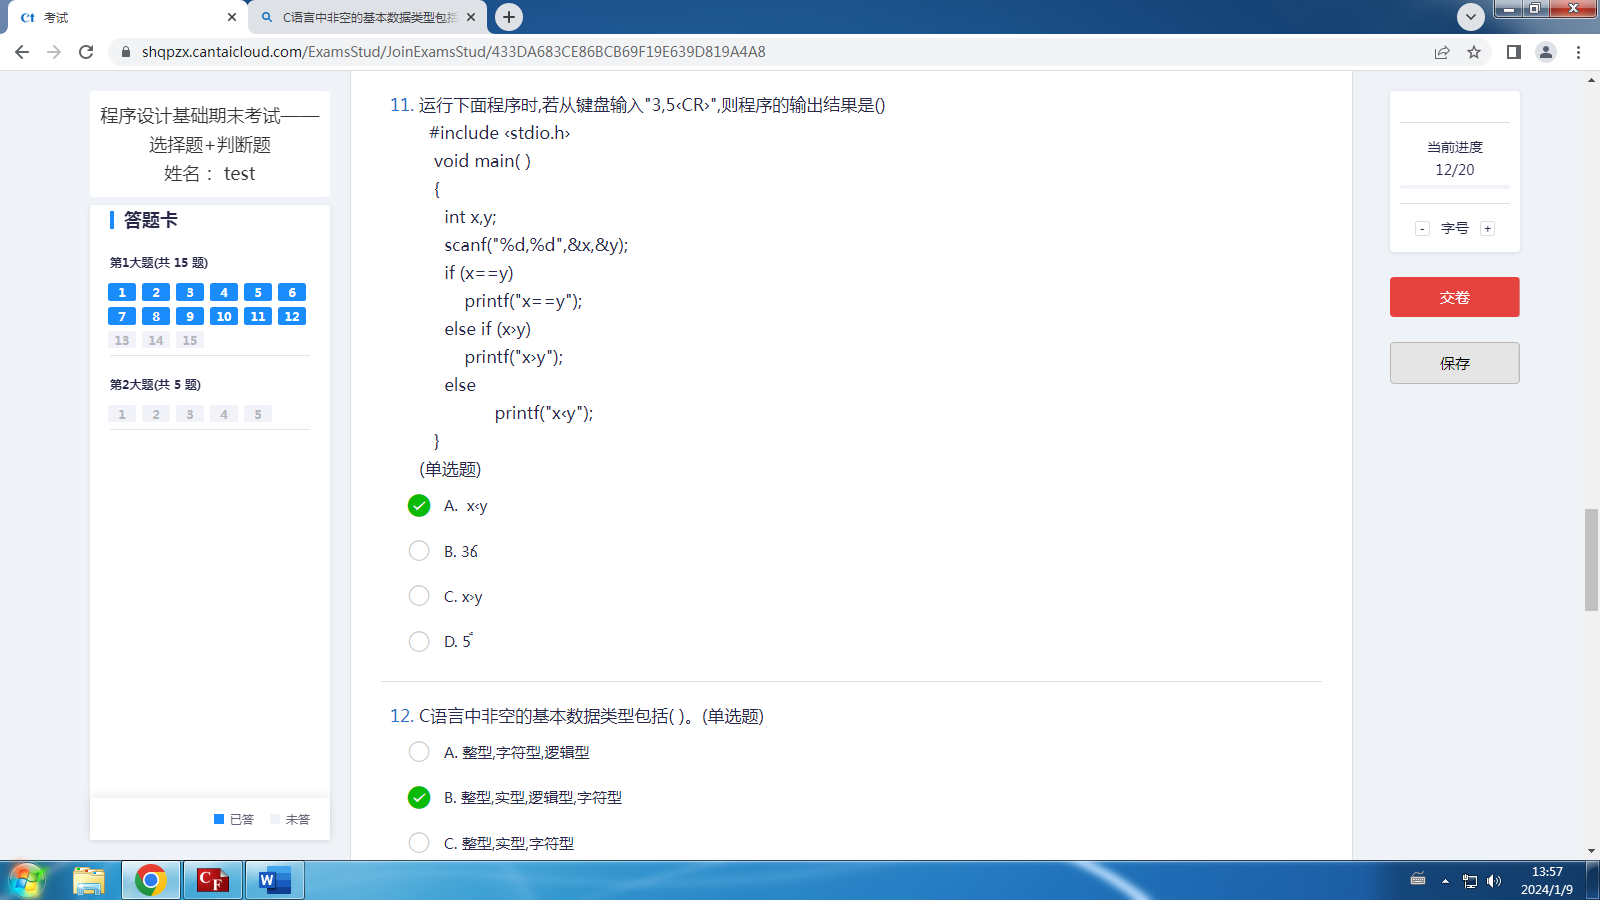 考试
C语言中非空的基本数据类型包括
shqpzx.cantaicloud.com/ExamsStud/JoinExamsStud/433DA683CE86BCB69F19E639D819A4A8
程序设计基础期末考试——
选择题+判断题
姓名： test
答题卡
第1大题(共 15 题)
1 2 3 4 5 6
7 8 9 10 11 12
13 14 15
第2大题(共 5 题)
1 2 3 4 5
已答 未答
11. 运行下面程序时,若从键盘输入"3,5‹CR›",则程序的输出结果是()
#include ‹stdio.h›
void main( )
{
int x,y;
scanf("%d,%d",&x,&y);
if (x==y)
printf("x==y");
else if (x›y)
printf("x›y");
else
printf("x‹y");
}
(单选题)
A. x‹y
B. 36
C. x›y
D. 5
12. C语言中非空的基本数据类型包括( )。(单选题)
A. 整型,字符型,逻辑型
B. 整型,实型,逻辑型,字符型
C. 整型,实型,字符型
当前进度
12/20
- 字号 +
交卷
保存
13:57
2024/1/9